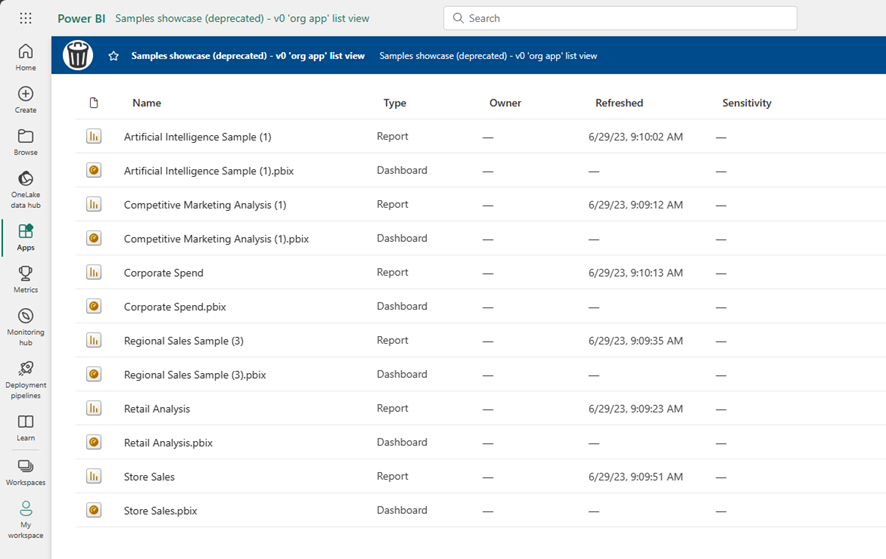 Power BI Samples showcase (deprecated) - v0 'org app' list view
Search
Samples showcase (deprecated) - v0 'org app' list view Samples showcase (deprecated) - v0 'org app' list view
Home
Create
Browse
OneLake
data hub
Apps
Metrics
Monitoring
hub
Deployment
pipelines
Learn
Workspaces
My
workspace
Name Type Owner Refreshed Sensitivity
Artificial Intelligence Sample (1) Report — 6/29/23, 9:10:02 AM —
Artificial Intelligence Sample (1).pbix Dashboard — — —
Competitive Marketing Analysis (1) Report — 6/29/23, 9:09:12 AM —
Competitive Marketing Analysis (1).pbix Dashboard — — —
Corporate Spend Report — 6/29/23, 9:10:13 AM —
Corporate Spend.pbix Dashboard — — —
Regional Sales Sample (3) Report — 6/29/23, 9:09:35 AM —
Regional Sales Sample (3).pbix Dashboard — — —
Retail Analysis Report — 6/29/23, 9:09:23 AM —
Retail Analysis.pbix Dashboard — — —
Store Sales Report — 6/29/23, 9:09:51 AM —
Store Sales.pbix Dashboard — — —